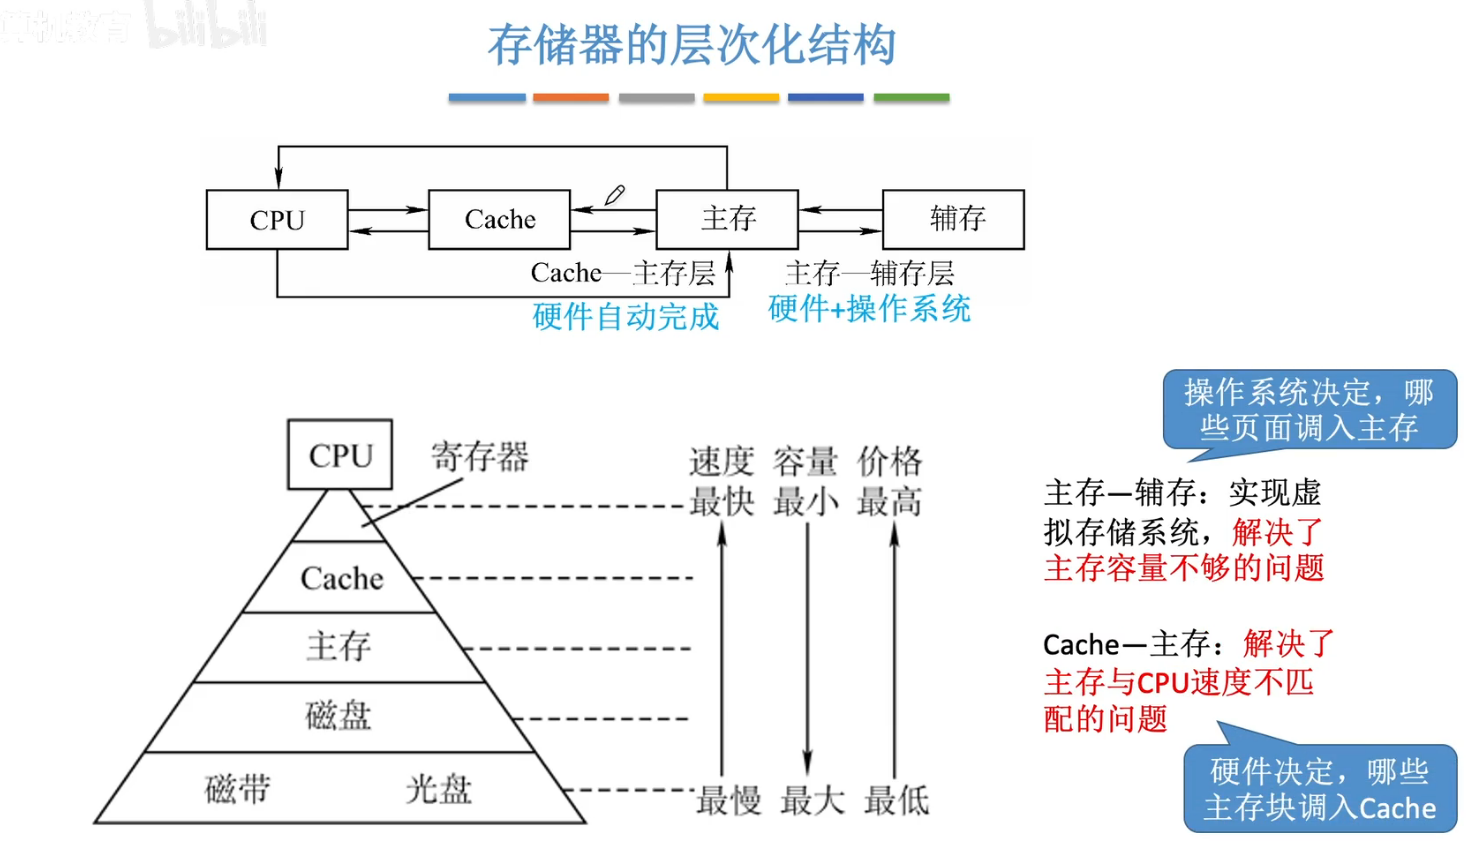 算机教育 bilibili
存储器的层次化结构
CPU
Cache
主存
辅存
Cache—主存层
主存—辅存层
硬件自动完成
硬件+操作系统
操作系统决定，哪
些页面调入主存
CPU
寄存器
速度 容量 价格
最快 最小 最高
主存—辅存：实现虚
拟存储系统，解决了
主存容量不够的问题
Cache
主存
Cache—主存：解决了
主存与CPU速度不匹
配的问题
磁盘
磁带 光盘
最慢 最大 最低
硬件决定，哪些
主存块调入Cache